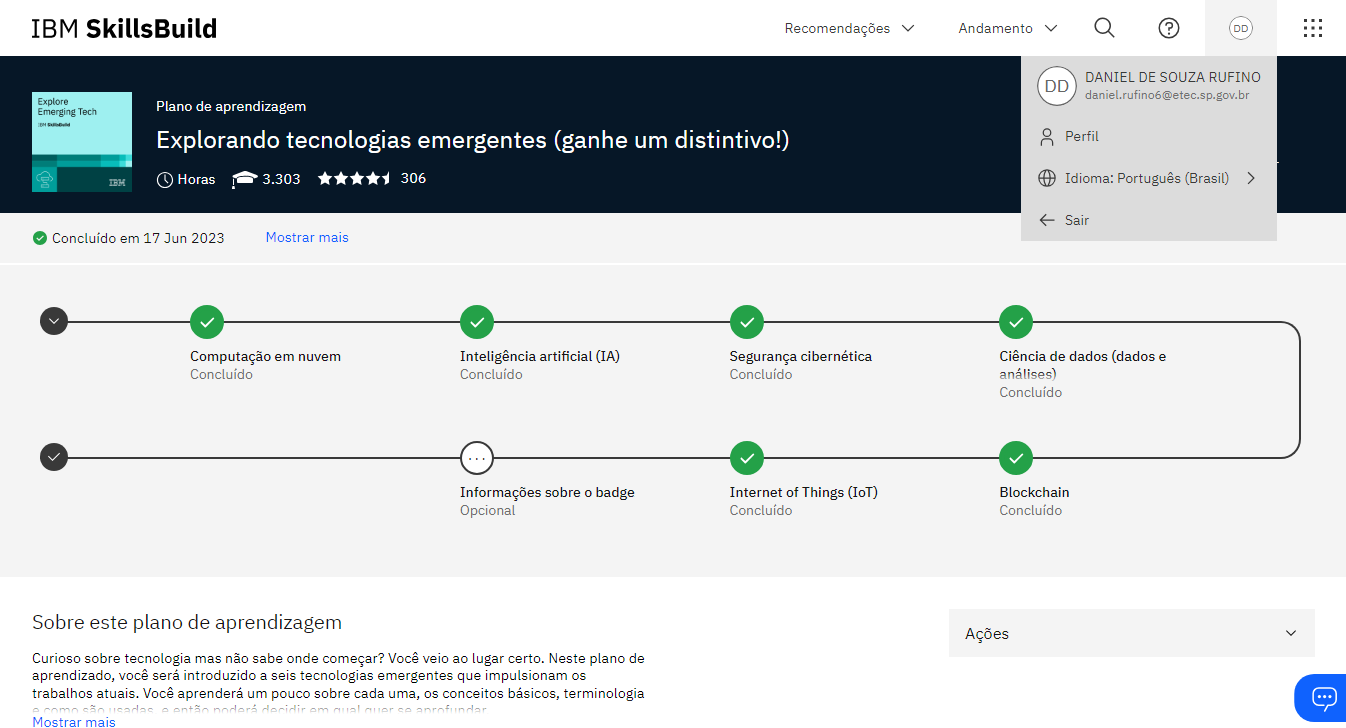 IBM SkillsBuild
Recomendações
Andamento
DD
DD
DANIEL DE SOUZA RUFINO
daniel.rufino6@etec.sp.gov.br
Perfil
Idioma: Português (Brasil)
Sair
Explore
Emerging Tech
IBM SkillsBuild
IBM
Plano de aprendizagem
Explorando tecnologias emergentes (ganhe um distintivo!)
Horas 3.303 306
Concluído em 17 Jun 2023 Mostrar mais
Computação em nuvem
Concluído
Inteligência artificial (IA)
Concluído
Segurança cibernética
Concluído
Ciência de dados (dados e
análises)
Concluído
Informações sobre o badge
Opcional
Internet of Things (IoT)
Concluído
Blockchain
Concluído
Sobre este plano de aprendizagem
Curioso sobre tecnologia mas não sabe onde começar? Você veio ao lugar certo. Neste plano de
aprendizado, você será introduzido a seis tecnologias emergentes que impulsionam os
trabalhos atuais. Você aprenderá um pouco sobre cada uma, os conceitos básicos, terminologia
e como são usadas, e então poderá decidir em qual quer se aprofundar.
Mostrar mais
Ações